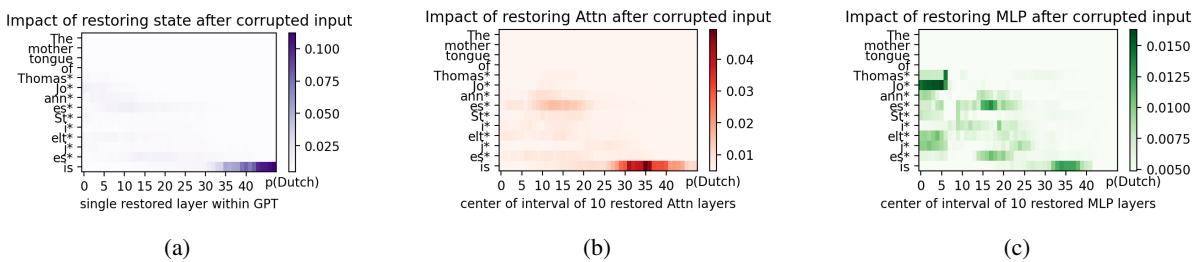 Impact of restoring state after corrupted input
The
mother
tongue
of
Thomas*
Jo*
ann*
es*
St*
j*
elt*
j*
es*
is
0.100
0.075
0.050
0.025
0 5 10 15 20 25 30 35 40
p(Dutch)
single restored layer within GPT
(a)
Impact of restoring Attn after corrupted input
The
mother
tongue
of
Thomas*
Jo*
ann*
es*
St*
j*
elt*
j*
es*
is
0.04
0.03
0.02
0.01
0 5 10 15 20 25 30 35 40
p(Dutch)
center of interval of 10 restored Attn layers
(b)
Impact of restoring MLP after corrupted input
The
mother
tongue
of
Thomas*
Jo*
ann*
es*
St*
j*
elt*
j*
es*
is
0.0150
0.0125
0.0100
0.0075
0.0050
0 5 10 15 20 25 30 35 40
p(Dutch)
center of interval of 10 restored MLP layers
(c)